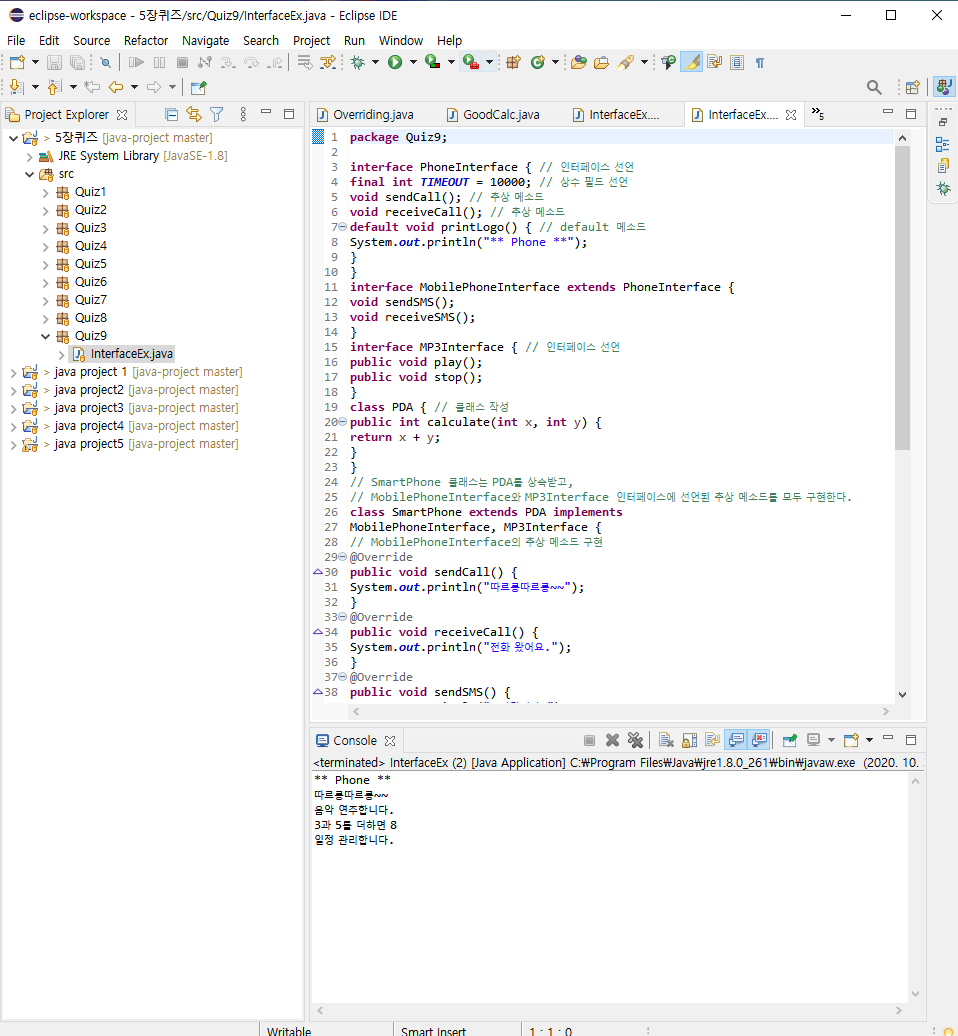 eclipse-workspace - 5장퀴즈/src/Quiz9/InterfaceEx.java - Eclipse IDE
File Edit Source Refactor Navigate Search Project Run Window Help
Project Explorer
5장퀴즈 [java-project master]
JRE System Library [JavaSE-1.8]
src
Quiz1
Quiz2
Quiz3
Quiz4
Quiz5
Quiz6
Quiz7
Quiz8
Quiz9
InterfaceEx.java
> java project 1 [java-project master]
> java project2 [java-project master]
> java project3 [java-project master]
> java project4 [java-project master]
> java project5 [java-project master]
Overriding.java GoodCalc.java InterfaceEx.... InterfaceEx.... »5
1 package Quiz9;
2
3 interface PhoneInterface { // 인터페이스 선언
4 final int TIMEOUT = 10000; // 상수 필드 선언
5 void sendCall(); // 추상 메소드
6 void receiveCall(); // 추상 메소드
7 default void printLogo() { // default 메소드
8 System.out.println("** Phone **");
9 }
10 }
11 interface MobilePhoneInterface extends PhoneInterface {
12 void sendSMS();
13 void receiveSMS();
14 }
15 interface MP3Interface { // 인터페이스 선언
16 public void play();
17 public void stop();
18 }
19 class PDA { // 클래스 작성
20 public int calculate(int x, int y) {
21 return x + y;
22 }
23 }
24 // SmartPhone 클래스는 PDA를 상속받고,
25 // MobilePhoneInterface와 MP3Interface 인터페이스에 선언된 추상 메소드를 모두 구현한다.
26 class SmartPhone extends PDA implements
27 MobilePhoneInterface, MP3Interface {
28 // MobilePhoneInterface의 추상 메소드 구현
29 @Override
30 public void sendCall() {
31 System.out.println("따르릉따르릉~~");
32 }
33 @Override
34 public void receiveCall() {
35 System.out.println("전화 왔어요.");
36 }
37 @Override
38 public void sendSMS() {
Console
<terminated> InterfaceEx (2) [Java Application] C:₩Program Files₩Java₩jre1.8.0_261₩bin₩javaw.exe (2020. 10.
** Phone **
따르릉따르릉~~
음악 연주합니다.
3과 5를 더하면 8
일정 관리합니다.
Writable Smart Insert 1 : 1 : 0